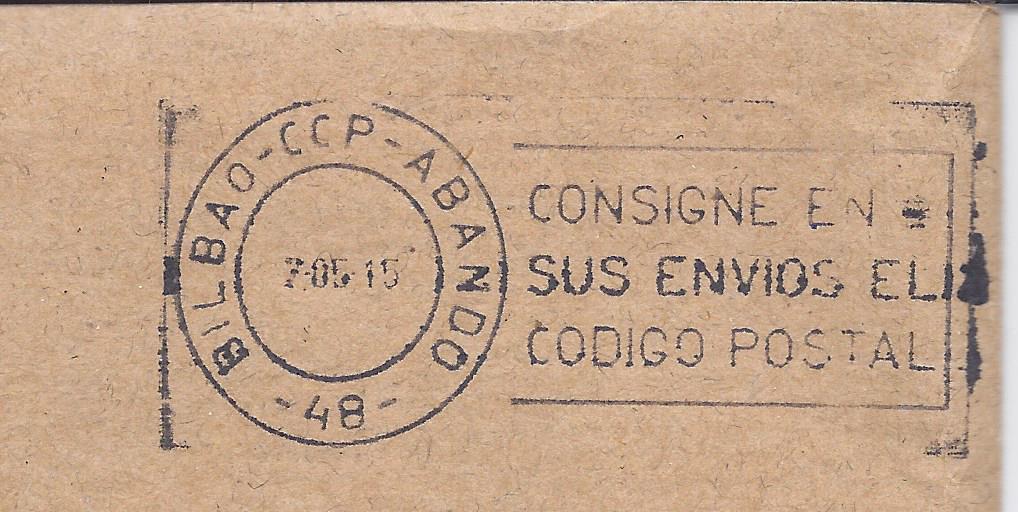 BILBAO-CCP-ABANDO
7·05·15
-48-
CONSIGNE EN
SUS ENVIOS EL
CODIGO POSTAL